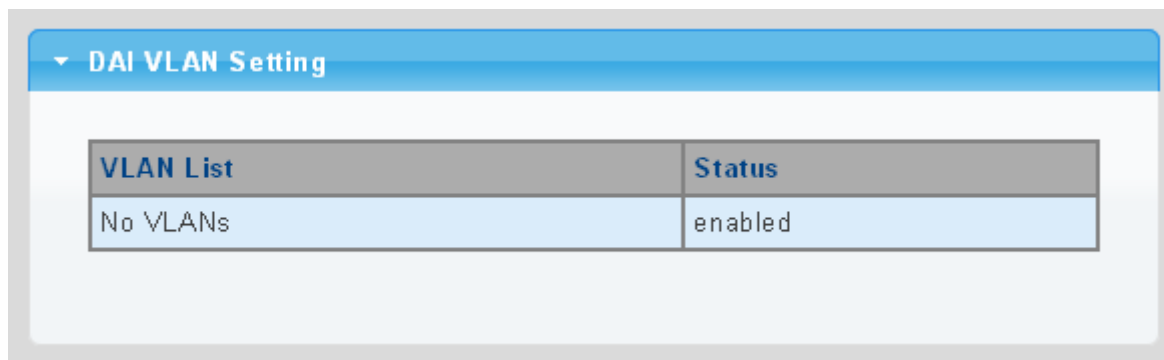 DAI VLAN Setting
VLAN List Status
No VLANs enabled